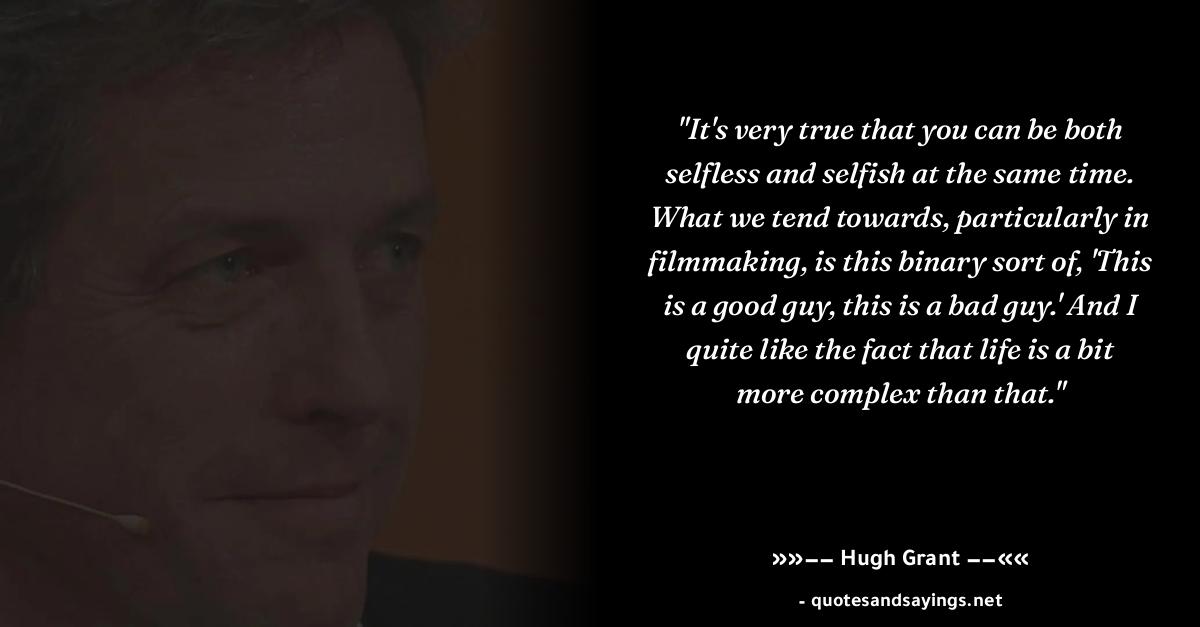 "It's very true that you can be both
selfless and selfish at the same time.
What we tend towards, particularly in
filmmaking, is this binary sort of, 'This
is a good guy, this is a bad guy.' And I
quite like the fact that life is a bit
more complex than that."
»»−− Hugh Grant −−««
- quotesandsayings.net